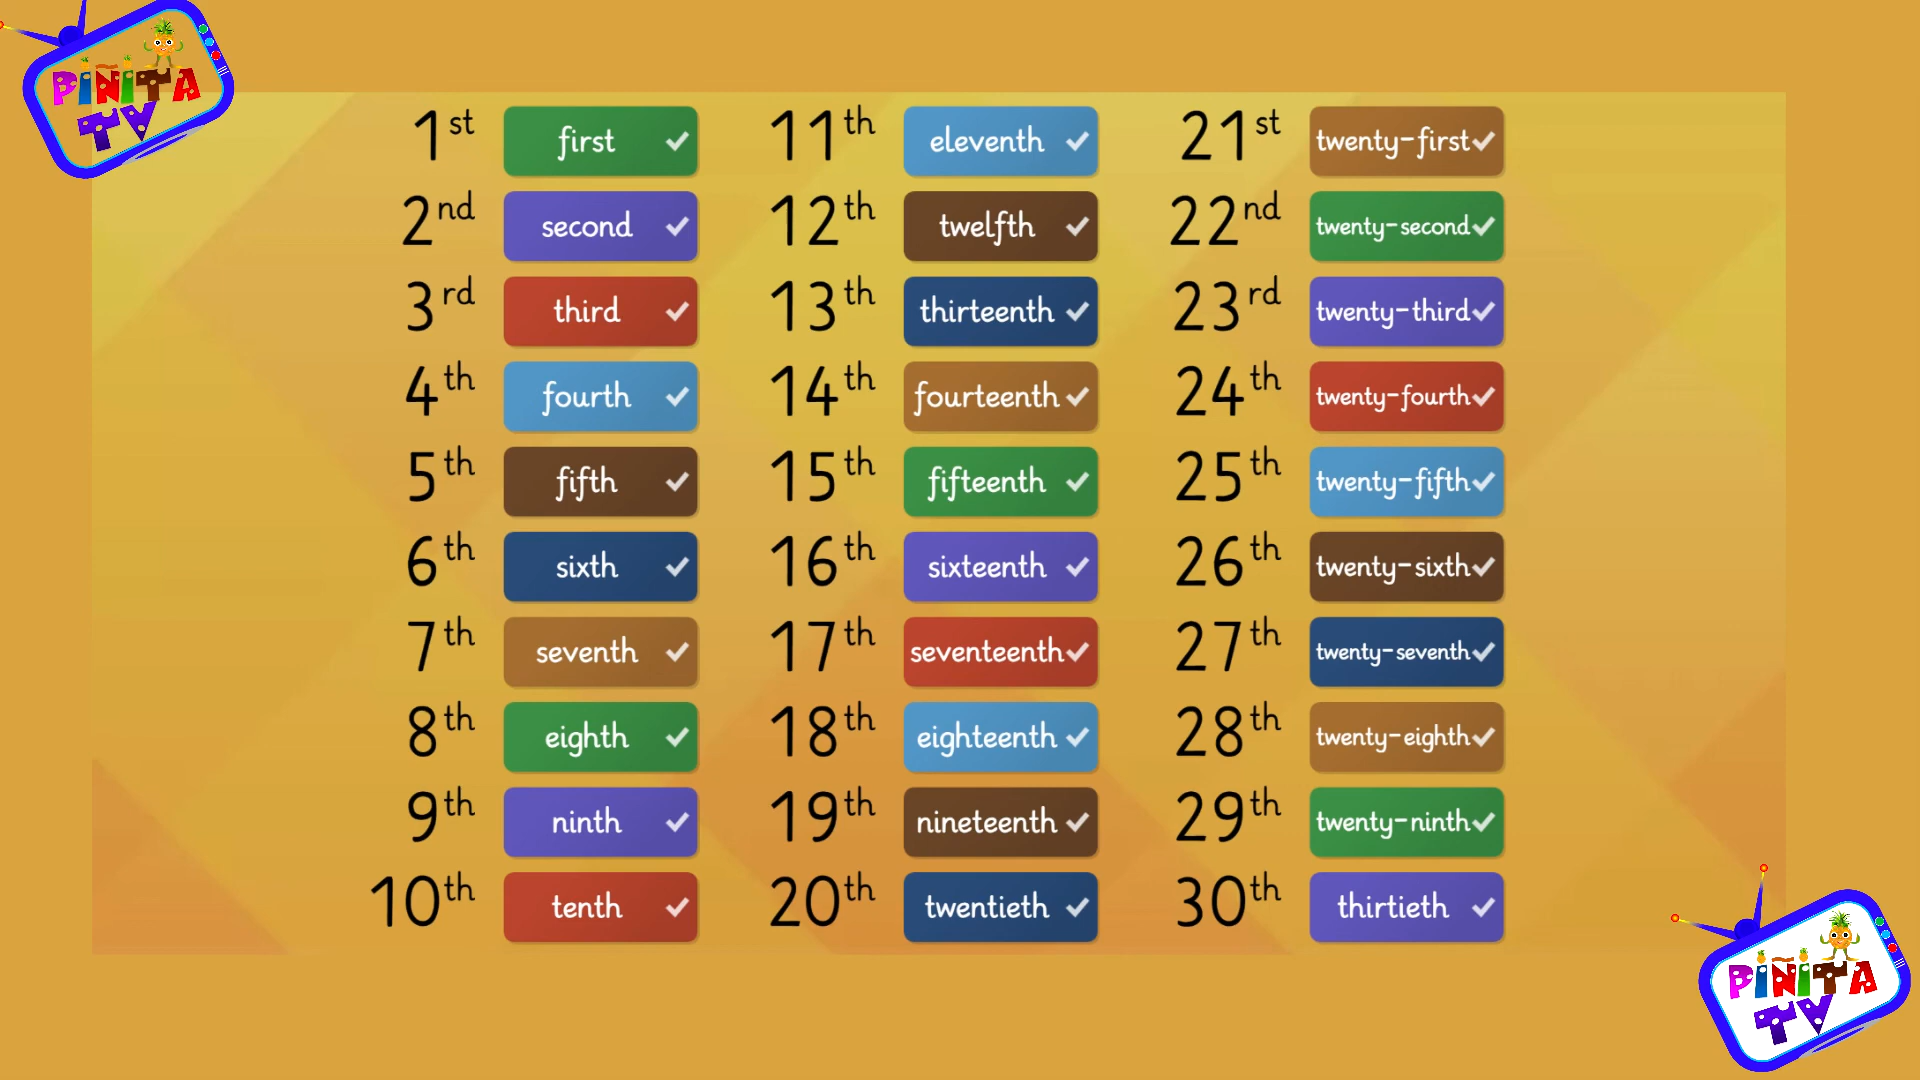 PIÑITA
TV
1st first
2nd second
3rd third
4th fourth
5th fifth
6th sixth
7th seventh
8th eighth
9th ninth
10th tenth
11th eleventh
12th twelfth
13th thirteenth
14th fourteenth
15th fifteenth
16th sixteenth
17th seventeenth
18th eighteenth
19th nineteenth
20th twentieth
21st twenty-first
22nd twenty-second
23rd twenty-third
24th twenty-fourth
25th twenty-fifth
26th twenty-sixth
27th twenty-seventh
28th twenty-eighth
29th twenty-ninth
30th thirtieth
PIÑITA
TV